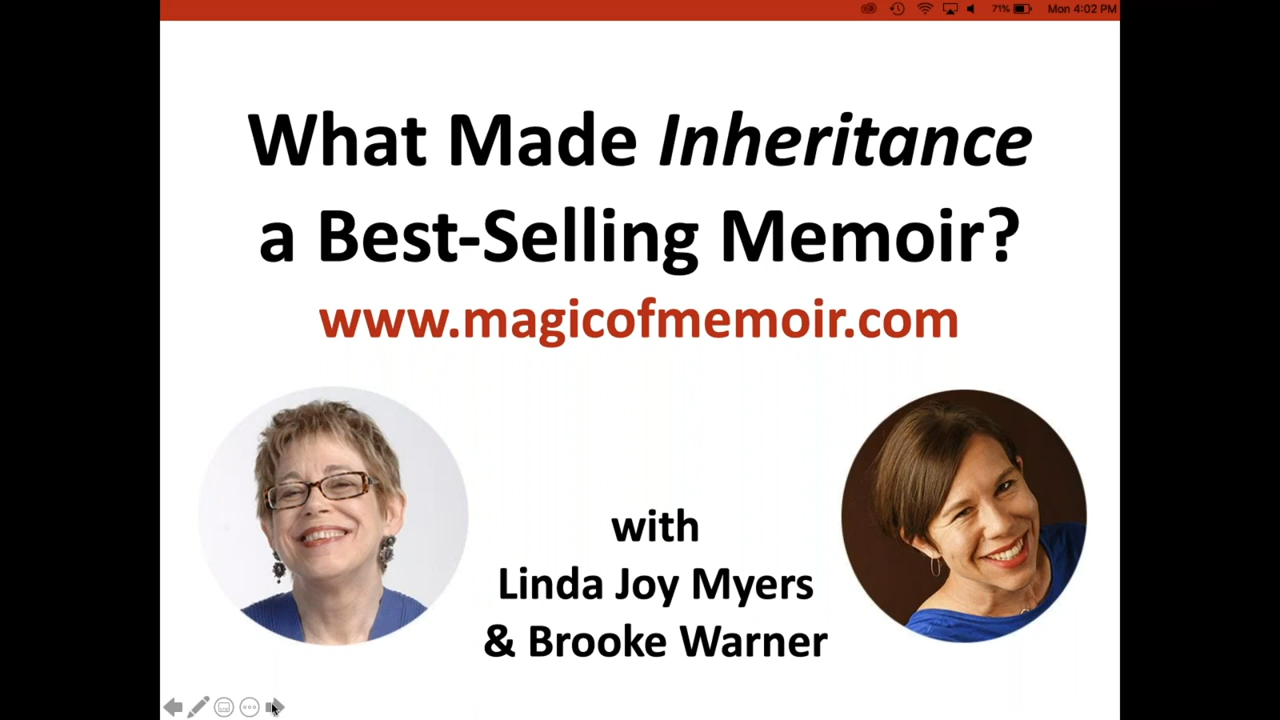 71% Mon 4:02 PM
What Made Inheritance
a Best-Selling Memoir?
www.magicofmemoir.com
with
Linda Joy Myers
& Brooke Warner